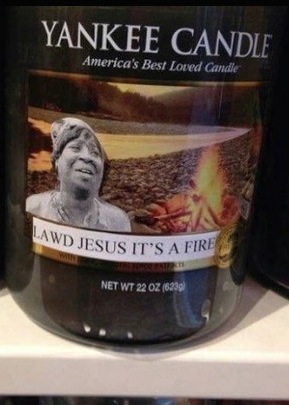 YANKEE CANDLE
America's Best Loved Candle
LAWD JESUS IT'S A FIRE
NET WT 22 OZ (623g)